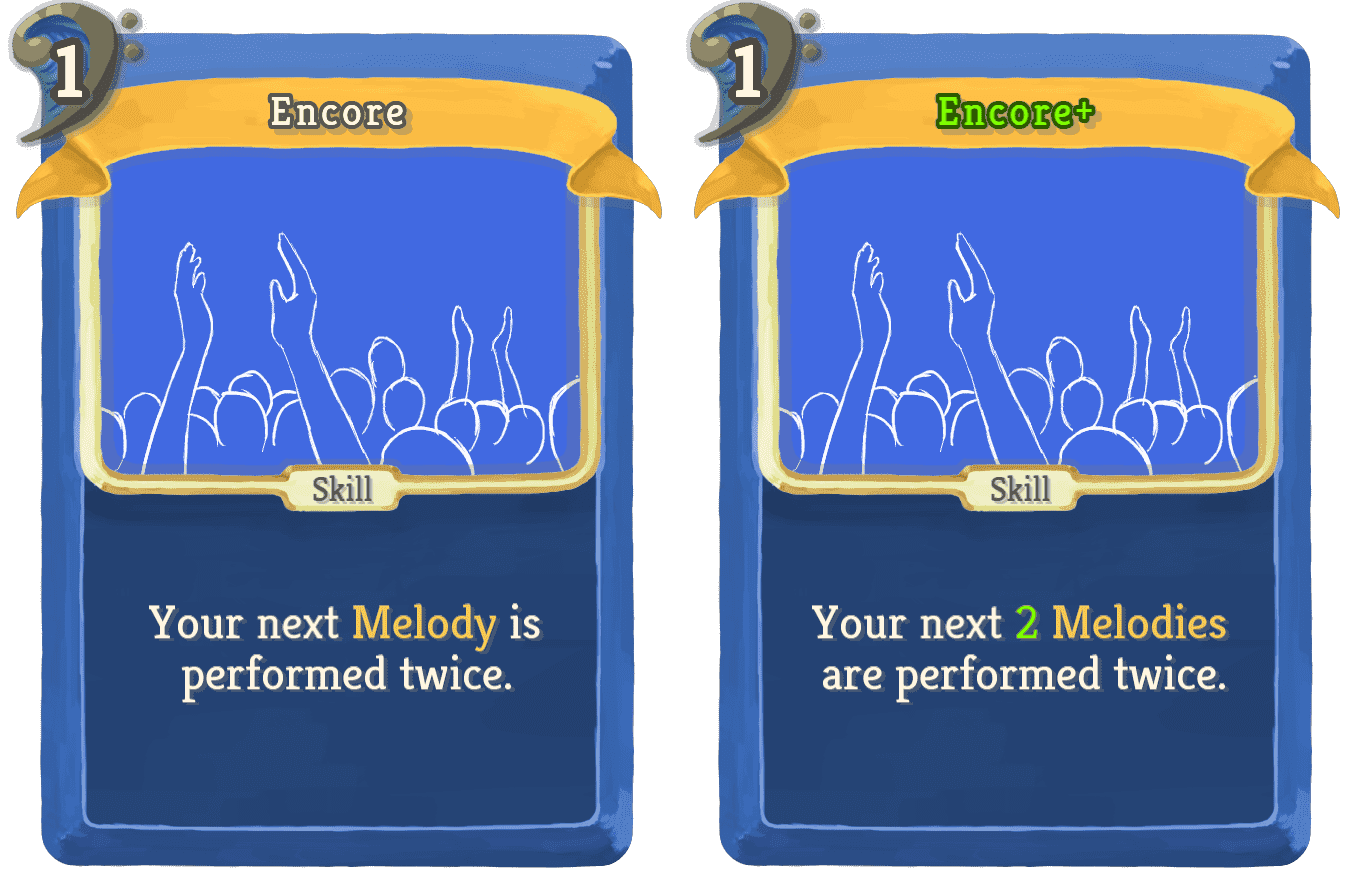 1
Encore
Skill
Your next Melody is
performed twice.
1
Encore+
Skill
Your next 2 Melodies
are performed twice.